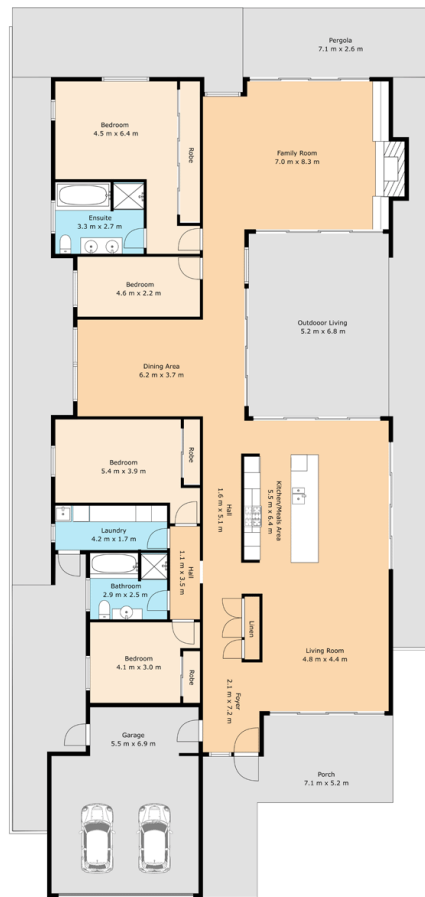 Pergola
7.1 m x 2.6 m
Bedroom
4.5 m x 6.4 m
Robe
Family Room
7.0 m x 8.3 m
Ensuite
3.3 m x 2.7 m
Bedroom
4.6 m x 2.2 m
Outdooor Living
5.2 m x 6.8 m
Dining Area
6.2 m x 3.7 m
Bedroom
5.4 m x 3.9 m
Robe
Hall
1.6 m x 5.1 m
Kitchen/Meals Area
5.5 m x 6.4 m
Laundry
4.2 m x 1.7 m
Hall
1.1 m x 3.5 m
Bathroom
2.9 m x 2.5 m
Linen
Living Room
4.8 m x 4.4 m
Bedroom
4.1 m x 3.0 m
Robe
Foyer
2.1 m x 7.2 m
Garage
5.5 m x 6.9 m
Porch
7.1 m x 5.2 m